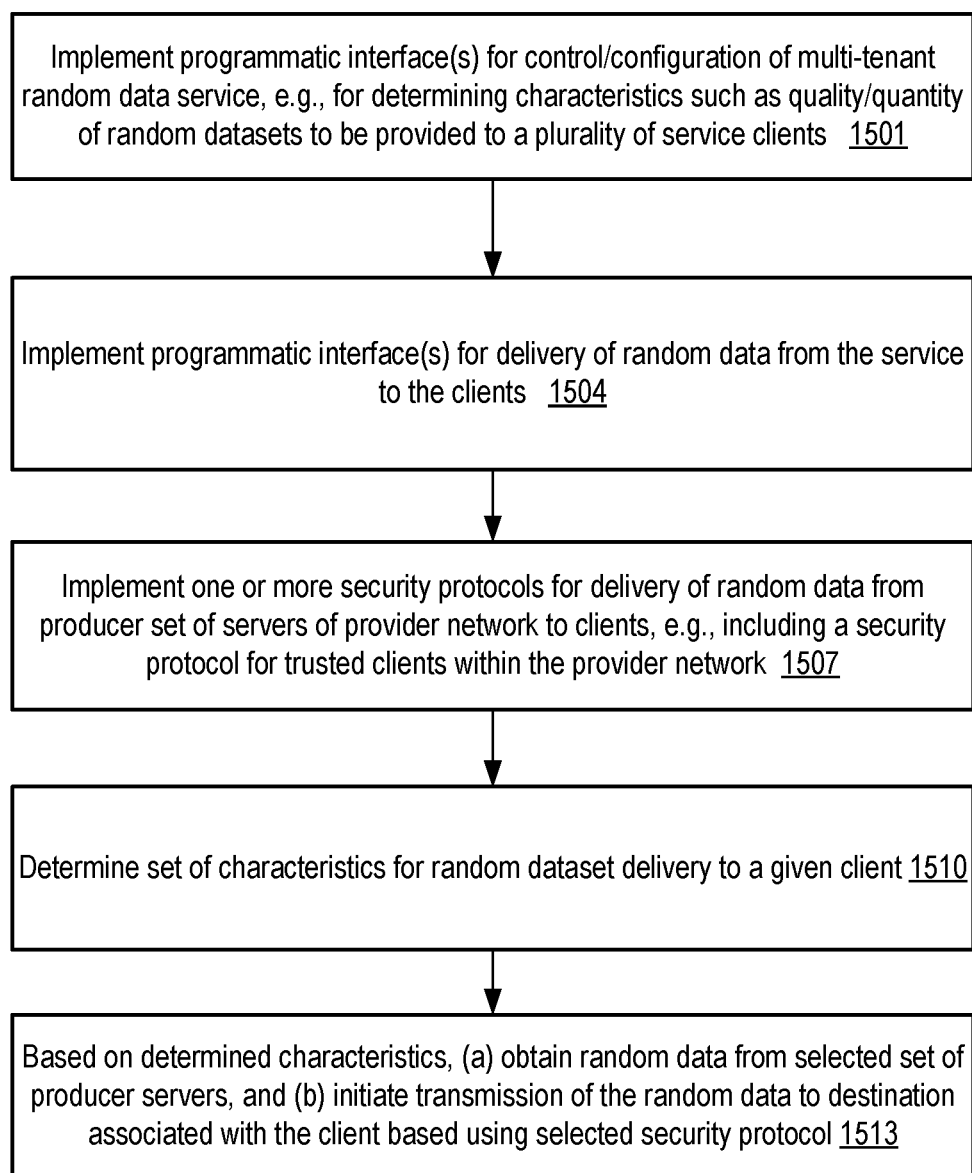 Implement programmatic interface(s) for control/configuration of multi-tenant
random data service, e.g., for determining characteristics such as quality/quantity
of random datasets to be provided to a plurality of service clients 1501
Implement programmatic interface(s) for delivery of random data from the service
to the clients 1504
Implement one or more security protocols for delivery of random data from
producer set of servers of provider network to clients, e.g., including a security
protocol for trusted clients within the provider network 1507
Determine set of characteristics for random dataset delivery to a given client 1510
Based on determined characteristics, (a) obtain random data from selected set of
producer servers, and (b) initiate transmission of the random data to destination
associated with the client based using selected security protocol 1513